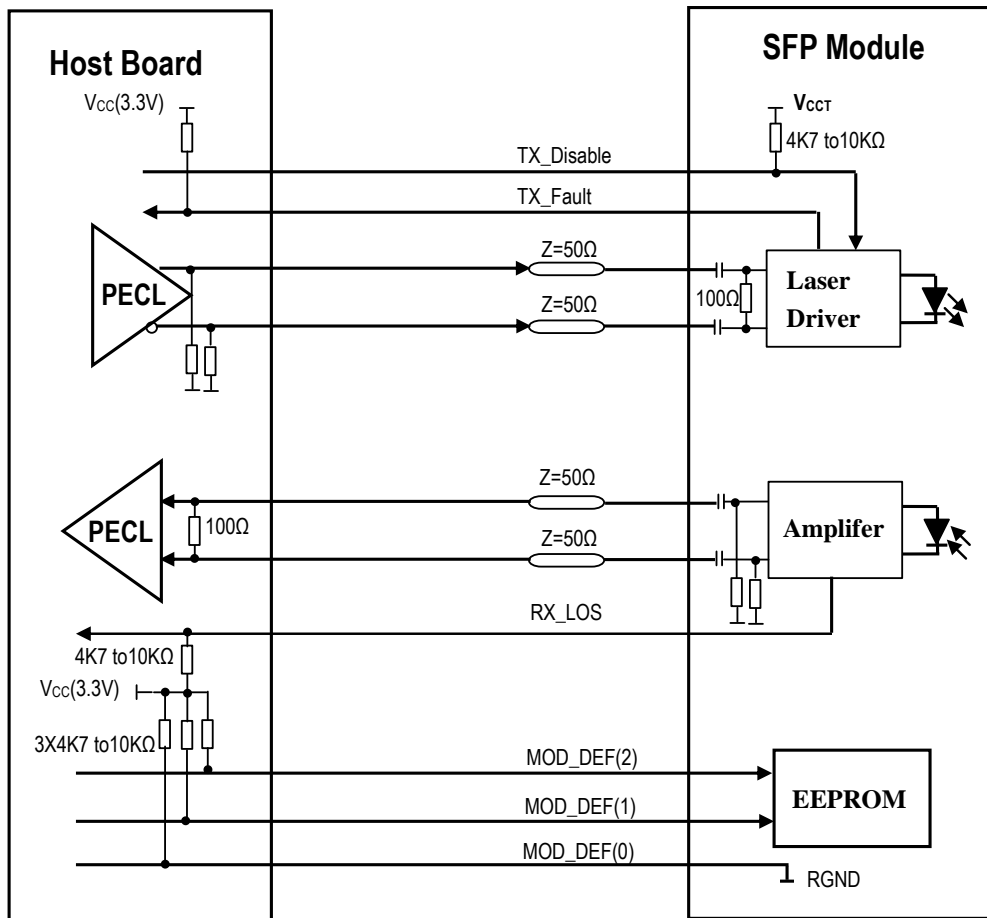 Host Board
SFP Module
VCC(3.3V)
VCCT
4K7 to10KΩ
TX_Disable
TX_Fault
Z=50Ω
PECL
Z=50Ω
100Ω
Laser
Driver
Z=50Ω
PECL
100Ω
Z=50Ω
Amplifer
RX_LOS
4K7 to10KΩ
VCC(3.3V)
3X4K7 to10KΩ
MOD_DEF(2)
EEPROM
MOD_DEF(1)
MOD_DEF(0)
RGND